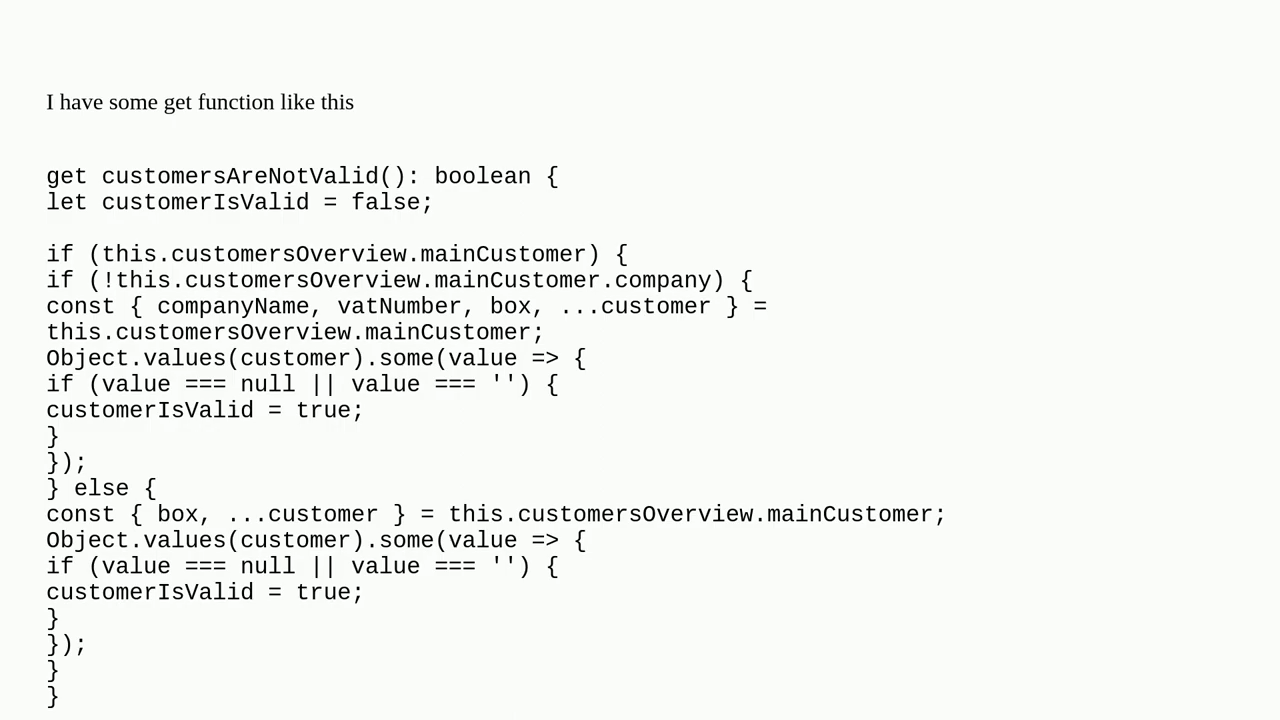 I have some get function like this
get customersAreNotValid(): boolean {
let customerIsValid = false;
if (this.customersOverview.mainCustomer) {
if (!this.customersOverview.mainCustomer.company) {
const { companyName, vatNumber, box, ...customer } =
this.customersOverview.mainCustomer;
Object.values(customer).some(value => {
if (value === null || value === '') {
customerIsValid = true;
}
});
} else {
const { box, ...customer } = this.customersOverview.mainCustomer;
Object.values(customer).some(value => {
if (value === null || value === '') {
customerIsValid = true;
}
});
}
}